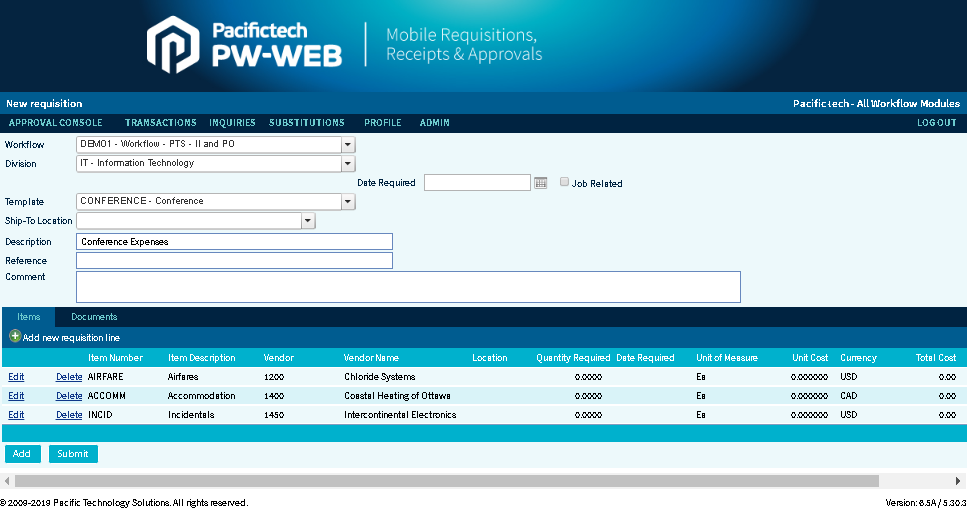 Pacifictech
PW-WEB
Mobile Requisitions,
Receipts & Approvals
New requisition Pacifictech - All Workflow Modules
APPROVAL CONSOLE TRANSACTIONS INQUIRIES SUBSTITUTIONS PROFILE ADMIN LOG OUT
Workflow DEMO1 - Workflow - PTS - II and PO
Division IT - Information Technology
Date Required Job Related
Template CONFERENCE - Conference
Ship-To Location
Description Conference Expenses
Reference
Comment
Items Documents
Add new requisition line
Item Number Item Description Vendor Vendor Name Location Quantity Required Date Required Unit of Measure Unit Cost Currency Total Cost
Edit Delete AIRFARE Airfares 1200 Chloride Systems 0.0000 Ea 0.000000 USD 0.00
Edit Delete ACCOMM Accommodation 1400 Coastal Heating of Ottawa 0.0000 Ea 0.000000 CAD 0.00
Edit Delete INCID Incidentals 1450 Intercontinental Electronics 0.0000 Ea 0.000000 USD 0.00
Add Submit
© 2009-2019 Pacific Technology Solutions. All rights reserved. Version: 6.5A / 5.30.3